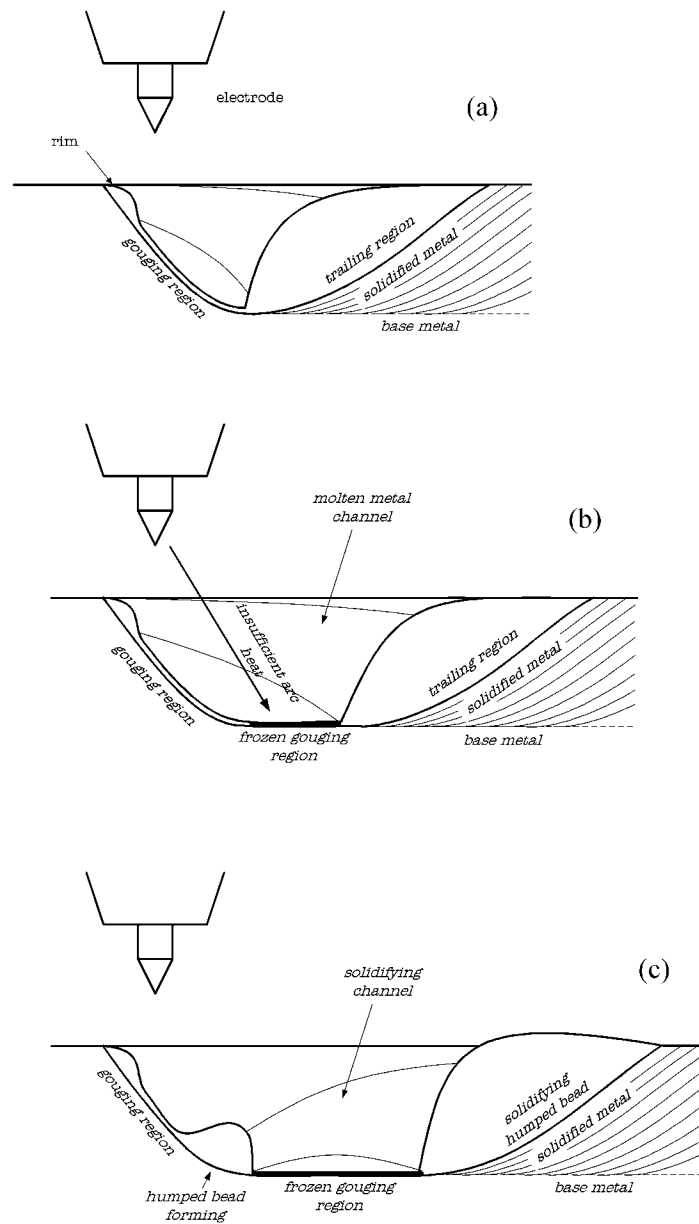 (a)
electrode
rim
gouging region
trailing region
solidified metal
base metal
(b)
molten metal
channel
insufficient arc
heat
gouging region
trailing region
solidified metal
frozen gouging
region
base metal
(c)
solidifying
channel
gouging region
solidifying
humped bead
solidified metal
humped bead
forming
frozen gouging
region
base metal